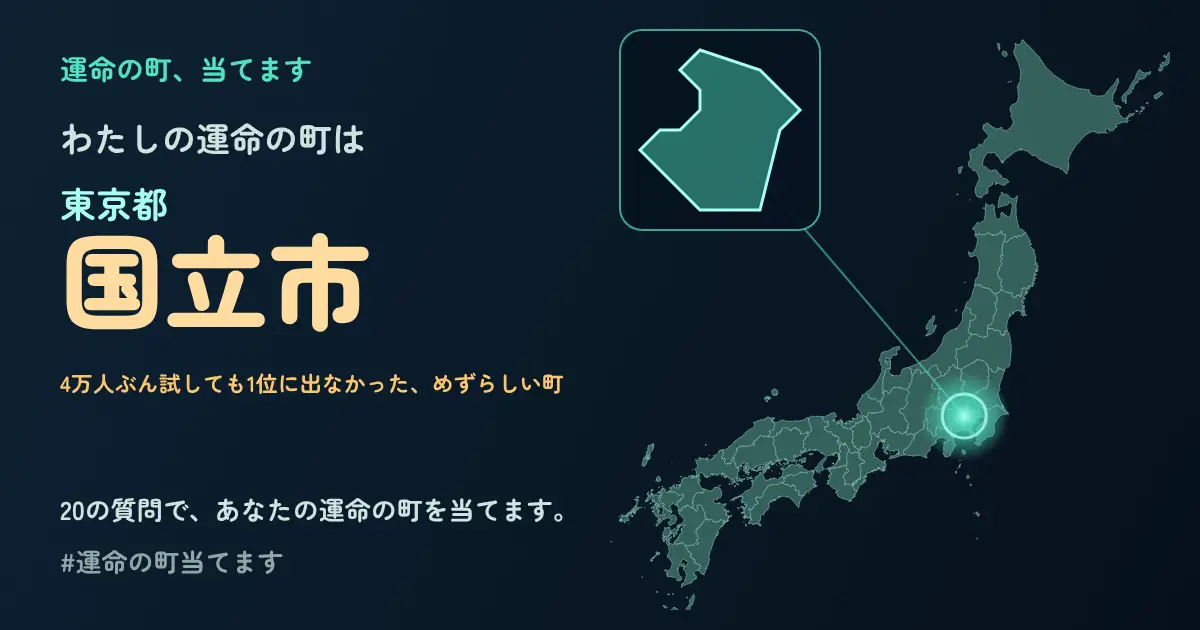 運命の町、当てます
わたしの運命の町は
東京都
国立市
4万人ぶん試しても1位に出なかった、めずらしい町
20の質問で、あなたの運命の町を当てます。
#運命の町当てます